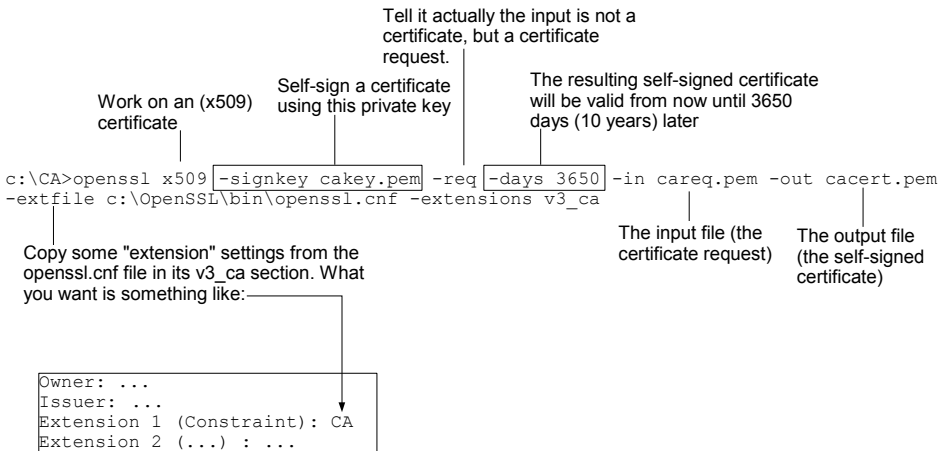 Tell it actually the input is not a
certificate, but a certificate
request.
Self-sign a certificate
using this private key
The resulting self-signed certificate
will be valid from now until 3650
days (10 years) later
Work on an (x509)
certificate
c:\CA>openssl x509 -signkey cakey.pem -req -days 3650 -in careq.pem -out cacert.pem
-extfile c:\OpenSSL\bin\openssl.cnf -extensions v3_ca
The input file (the
certificate request)
The output file
(the self-signed
certificate)
Copy some "extension" settings from the
openssl.cnf file in its v3_ca section. What
you want is something like:
Owner: ...
Issuer: ...
Extension 1 (Constraint): CA
Extension 2 (...) : ...